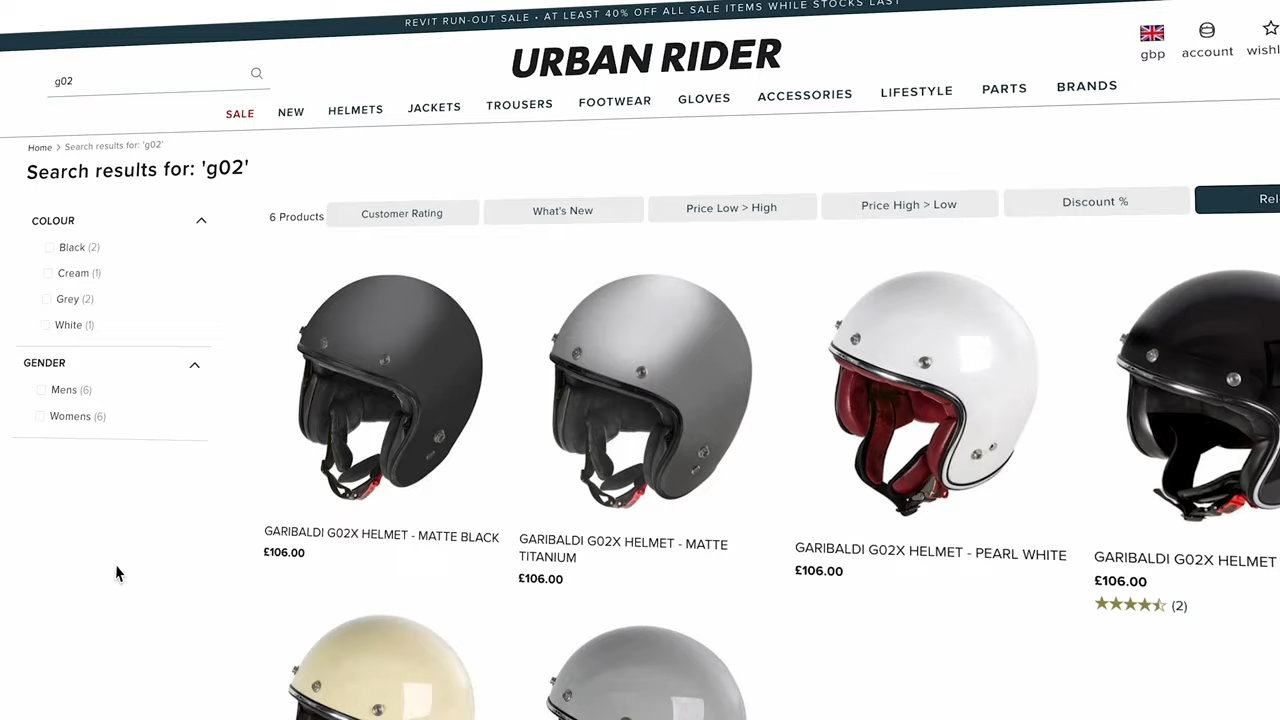 REVIT RUN-OUT SALE • AT LEAST 40% OFF ALL SALE ITEMS WHILE STOCKS LAST
g02
URBAN RIDER
gbp
account
SALE NEW HELMETS JACKETS TROUSERS FOOTWEAR GLOVES ACCESSORIES LIFESTYLE PARTS BRANDS
Home > Search results for: 'g02'
Search results for: 'g02'
COLOUR
Black (2)
Cream (1)
Grey (2)
White (1)
GENDER
Mens (6)
Womens (6)
6 Products
Customer Rating
What's New
Price Low > High
Price High > Low
Discount %
GARIBALDI G02X HELMET - MATTE BLACK
£106.00
GARIBALDI G02X HELMET - MATTE
TITANIUM
£106.00
GARIBALDI G02X HELMET - PEARL WHITE
£106.00
GARIBALDI G02X HELMET
£106.00
(2)